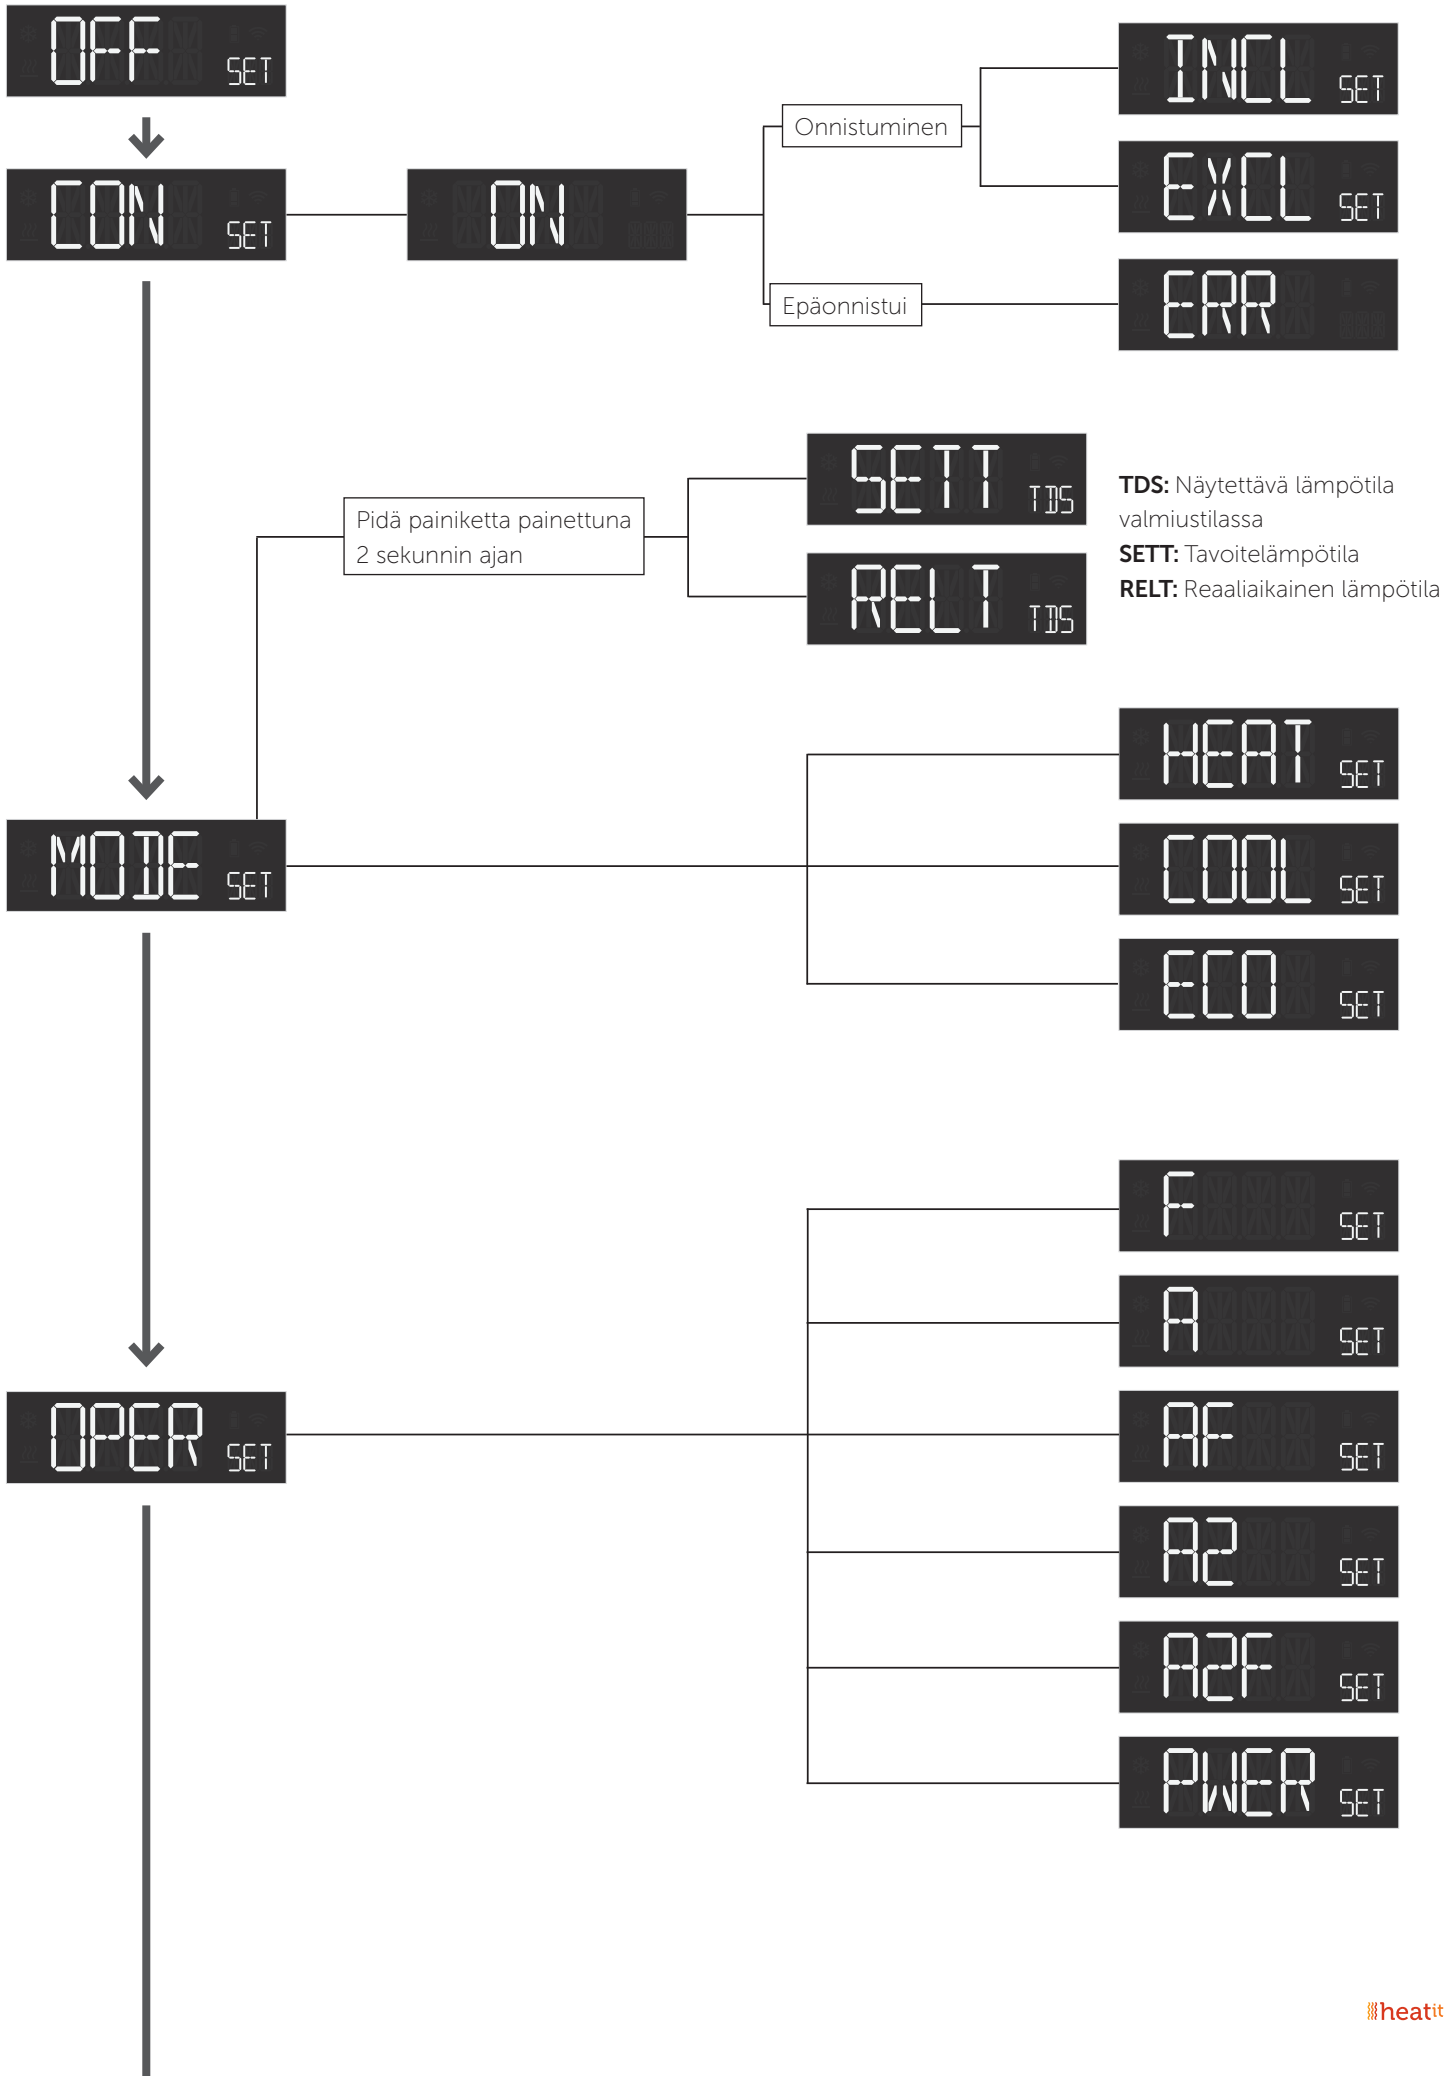 OFF SET
CON SET
ON
Onnistuminen
INCL SET
EXCL SET
Epäonnistui
ERR
Pidä painiketta painettuna
2 sekunnin ajan
SETT TDS
RELT TDS
TDS: Näytettävä lämpötila
valmiustilassa
SETT: Tavoitelämpötila
RELT: Reaaliaikainen lämpötila
MODE SET
HEAT SET
COOL SET
ECO SET
OPER SET
F SET
A SET
AF SET
A2 SET
A2F SET
PWER SET
heatit